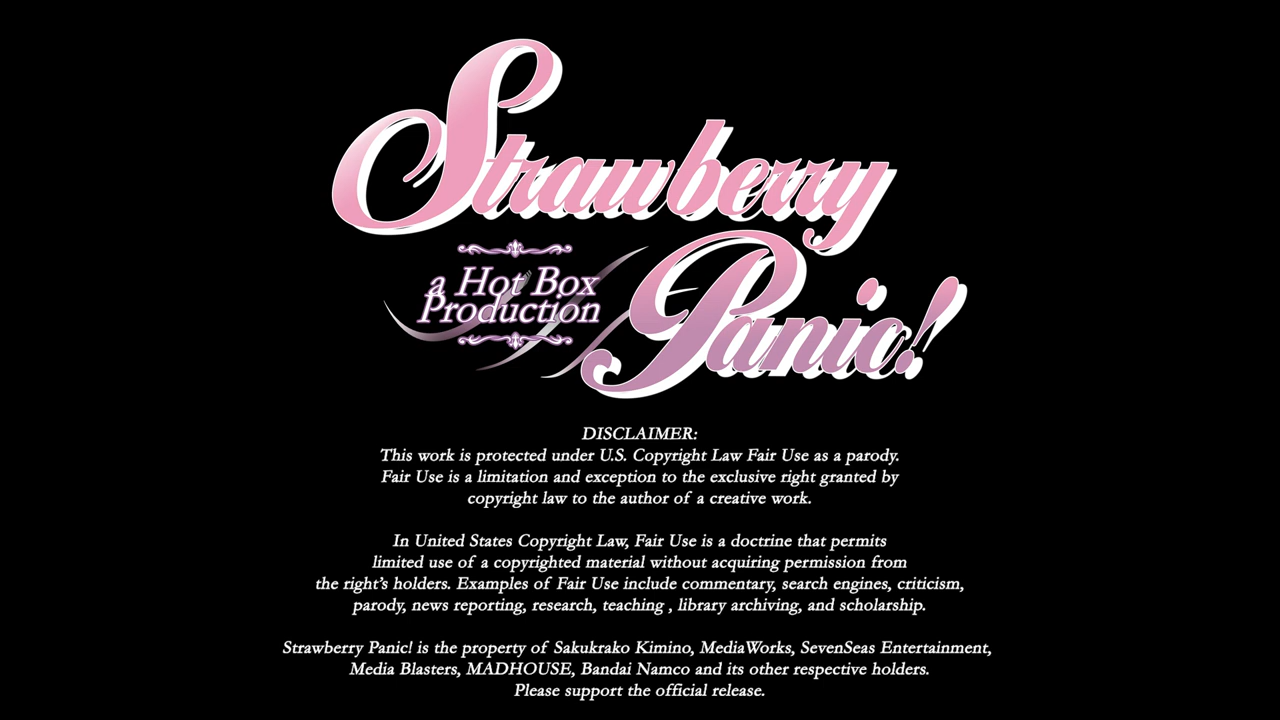 Strawberry
Panic!
a Hot Box
Production
DISCLAIMER:
This work is protected under U.S. Copyright Law Fair Use as a parody.
Fair Use is a limitation and exception to the exclusive right granted by
copyright law to the author of a creative work.
In United States Copyright Law, Fair Use is a doctrine that permits
limited use of a copyrighted material without acquiring permission from
the right's holders. Examples of Fair Use include commentary, search engines, criticism,
parody, news reporting, research, teaching , library archiving, and scholarship.
Strawberry Panic! is the property of Sakukrako Kimino, MediaWorks, SevenSeas Entertainment,
Media Blasters, MADHOUSE, Bandai Namco and its other respective holders.
Please support the official release.